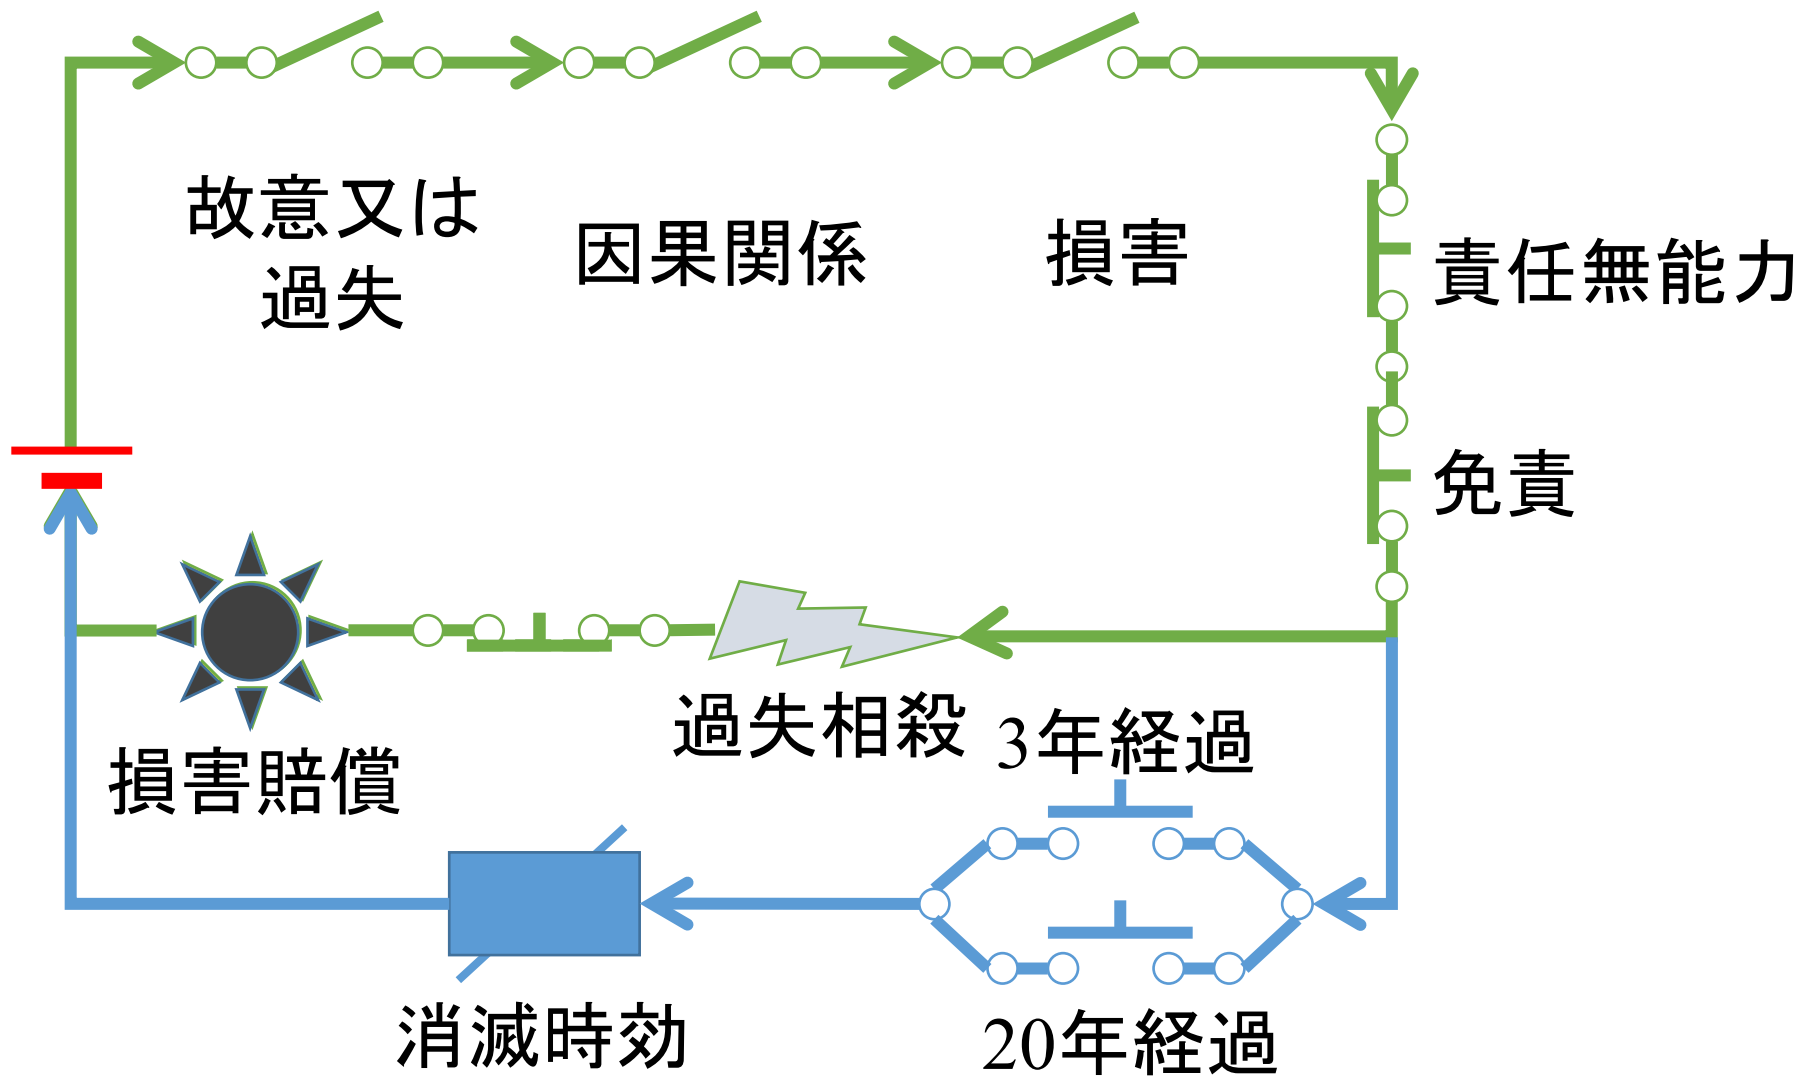 故意又は
過失
因果関係
損害
責任無能力
免責
過失相殺
3年経過
損害賠償
消滅時効
20年経過